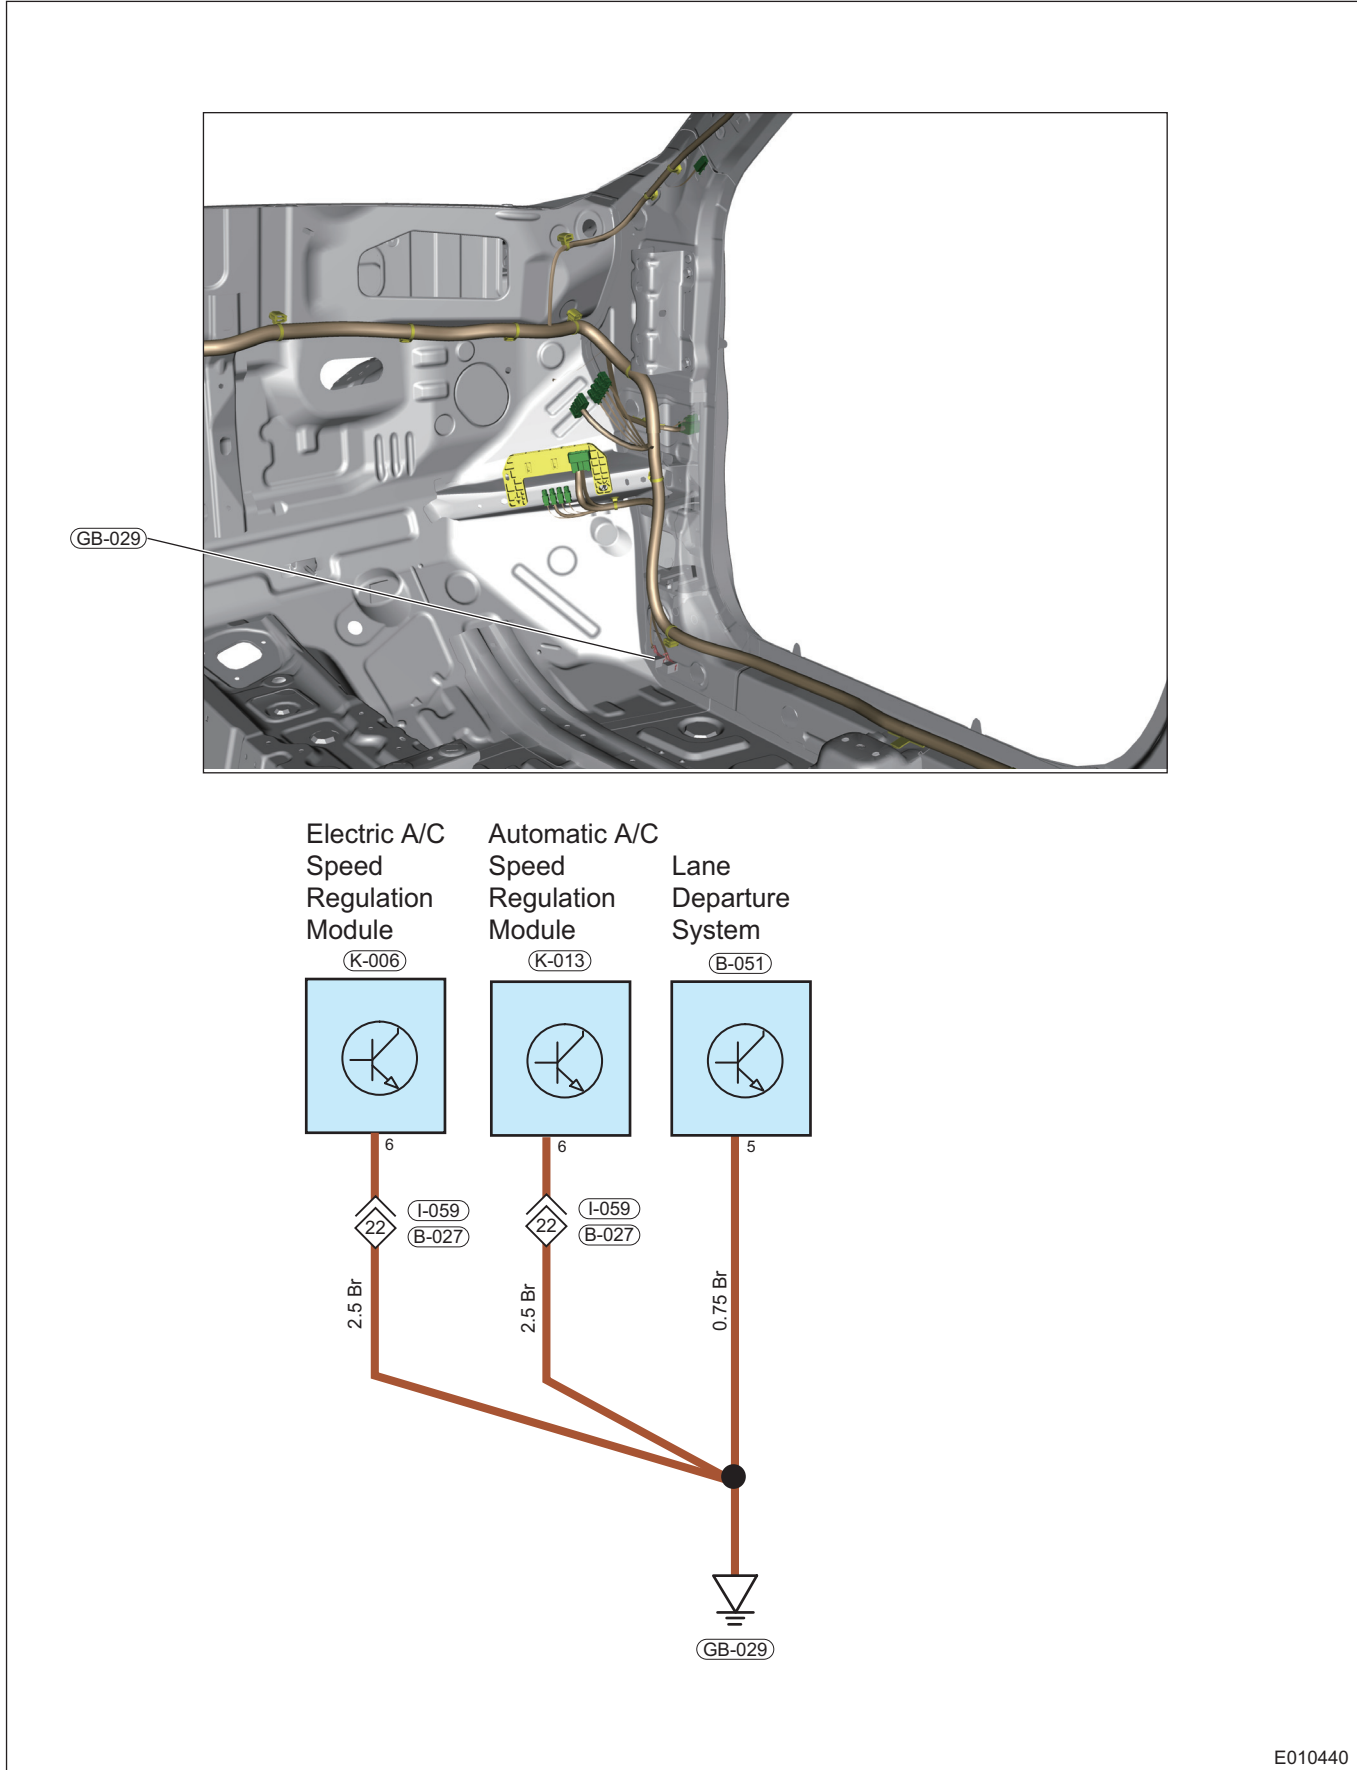 GB-029
Electric A/C
Speed
Regulation
Module
Automatic A/C
Speed
Regulation
Module
Lane
Departure
System
K-006
K-013
B-051
6
6
5
22
I-059
B-027
22
I-059
B-027
2.5 Br
2.5 Br
0.75 Br
GB-029
E010440